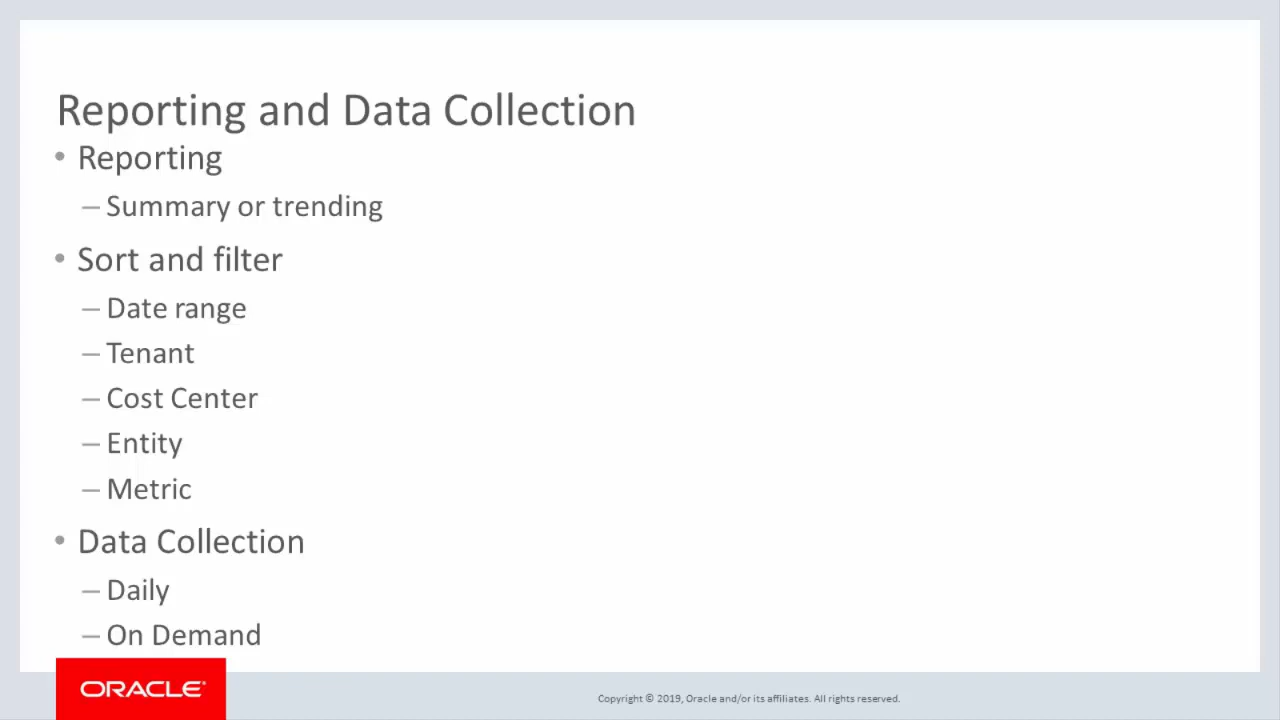 Reporting and Data Collection
• Reporting
– Summary or trending
• Sort and filter
– Date range
– Tenant
– Cost Center
– Entity
– Metric
• Data Collection
– Daily
– On Demand
ORACLE®
Copyright © 2019, Oracle and/or its affiliates. All rights reserved.